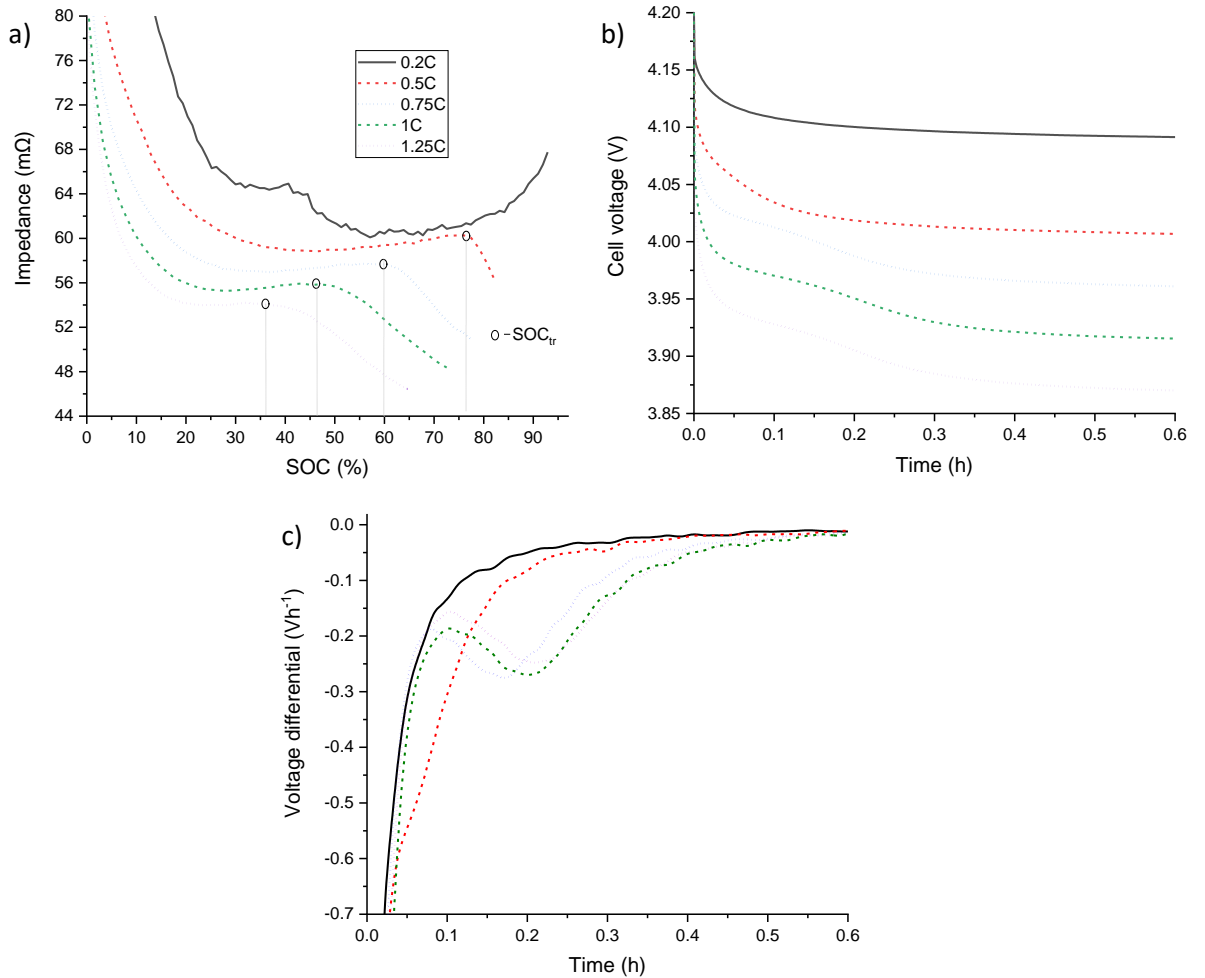 a)
80
76
72
68
64
60
56
52
48
44
Impedance (mΩ)
0 10 20 30 40 50 60 70 80 90
SOC (%)
0.2C
0.5C
0.75C
1C
1.25C
-SOCtr
b)
4.20
4.15
4.10
4.05
4.00
3.95
3.90
3.85
Cell voltage (V)
0.0 0.1 0.2 0.3 0.4 0.5 0.6
Time (h)
c)
0.0
-0.1
-0.2
-0.3
-0.4
-0.5
-0.6
-0.7
Voltage differential (Vh⁻¹)
0.0 0.1 0.2 0.3 0.4 0.5 0.6
Time (h)